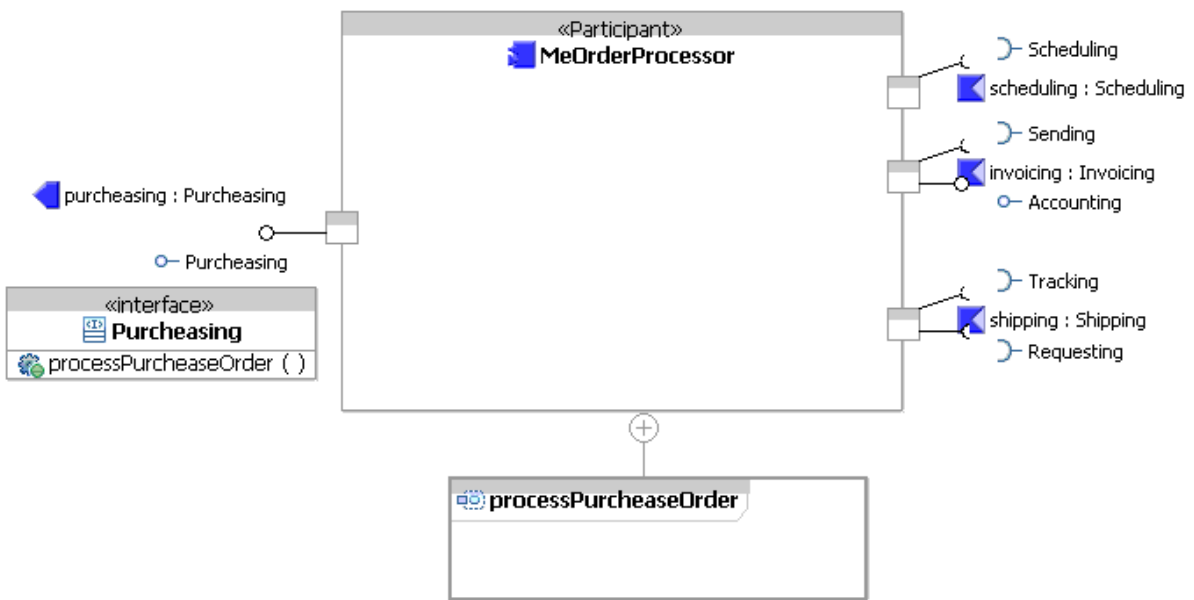 «Participant»
MeOrderProcessor
Scheduling
scheduling : Scheduling
Sending
invoicing : Invoicing
Accounting
purcheasing : Purcheasing
Purcheasing
Tracking
shipping : Shipping
Requesting
«interface»
Purcheasing
processPurcheaseOrder ( )
processPurcheaseOrder